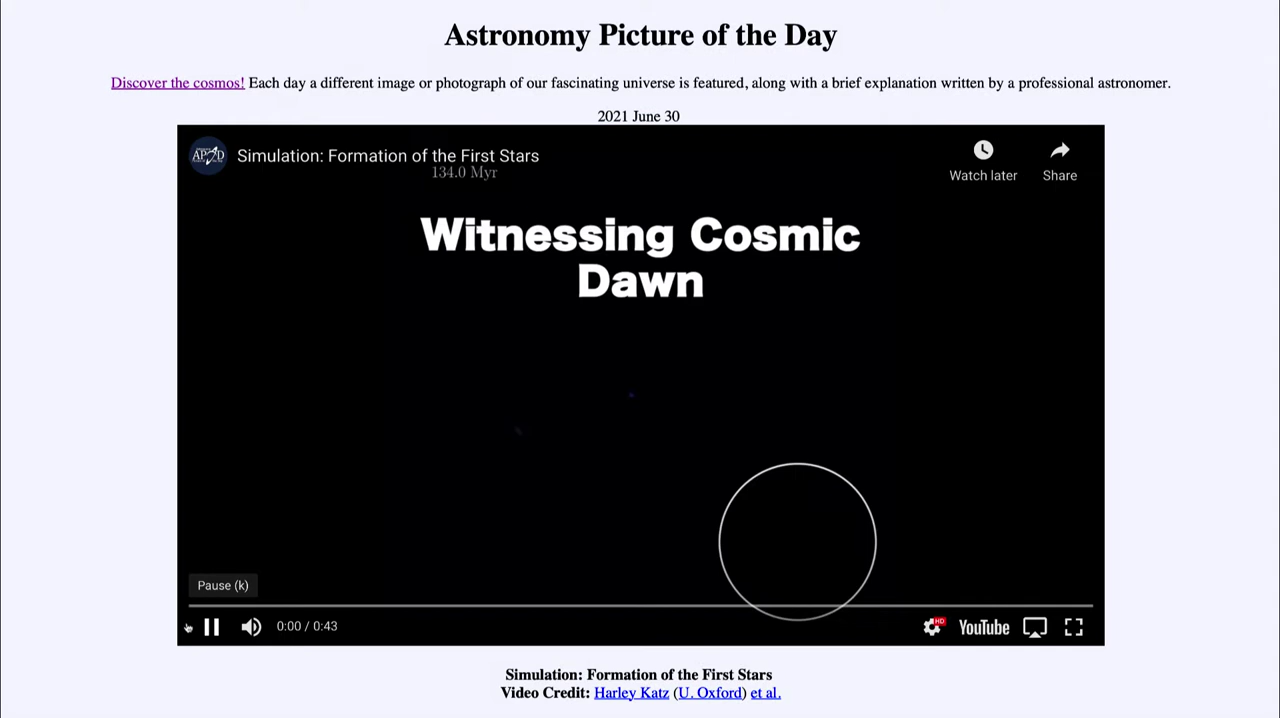 Astronomy Picture of the Day
Discover the cosmos! Each day a different image or photograph of our fascinating universe is featured, along with a brief explanation written by a professional astronomer.
2021 June 30
APOD Simulation: Formation of the First Stars
134.0 Myr
Watch later
Share
Witnessing Cosmic
Dawn
Pause (k)
0:00 / 0:43
HD
YouTube
Simulation: Formation of the First Stars
Video Credit: Harley Katz (U. Oxford) et al.